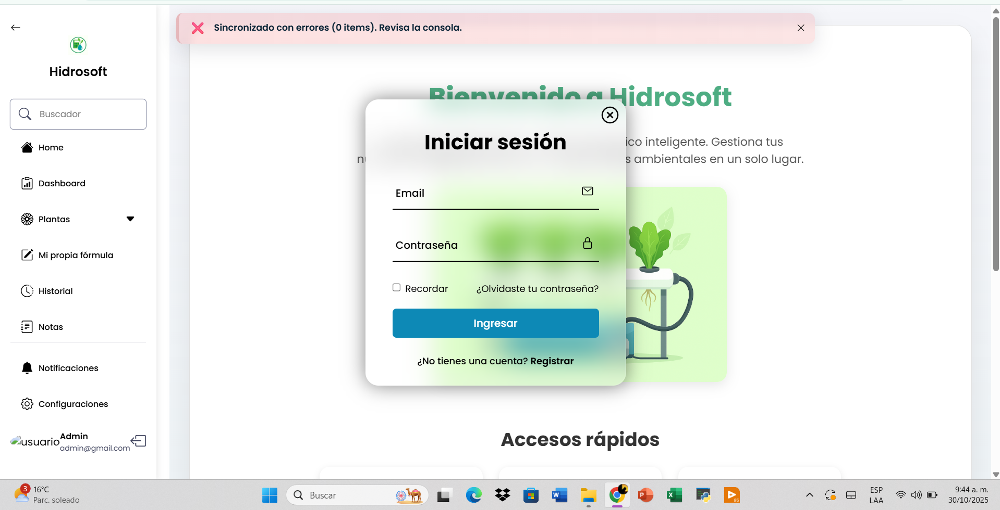 Sincronizado con errores (0 items). Revisa la consola.
Hidrosoft
Buscador
Home
Dashboard
Plantas
Mi propia fórmula
Historial
Notas
Notificaciones
Configuraciones
usuario
Admin
admin@gmail.com
Bienvenido a Hidrosoft
ico inteligente. Gestiona tus
s ambientales en un solo lugar.
Iniciar sesión
Email
Contraseña
Recordar ¿Olvidaste tu contraseña?
Ingresar
¿No tienes una cuenta? Registrar
Accesos rápidos
3
16°C
Parc. soleado
Buscar
ESP
LAA
9:44 a. m.
30/10/2025